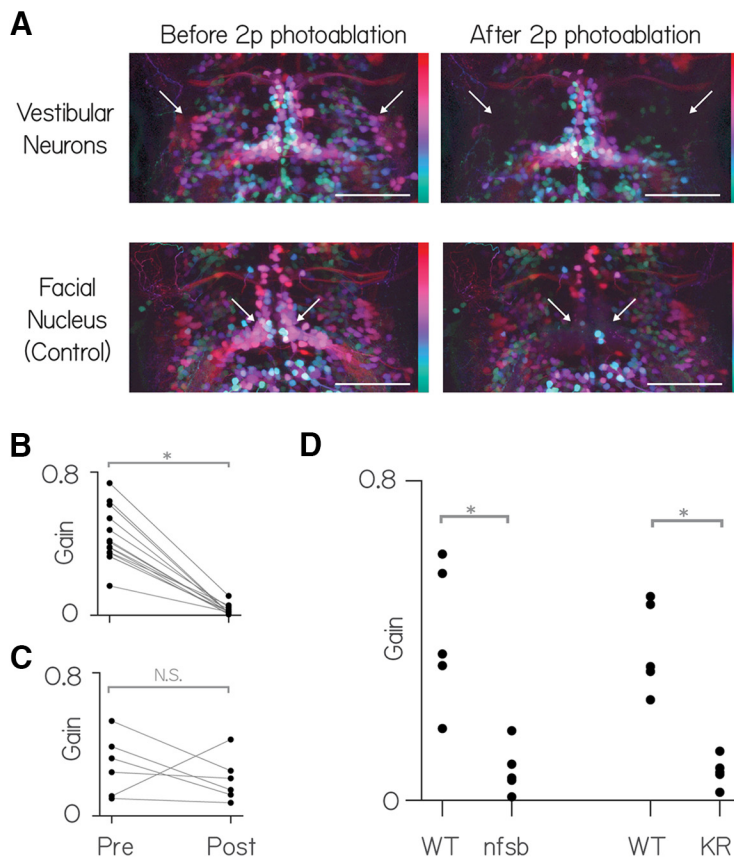 A
Before 2p photoablation
After 2p photoablation
Vestibular
Neurons
Facial
Nucleus
(Control)
B
0.8
*
Gain
0
C
0.8
N.S.
Gain
0
Pre
Post
D
0.8
*
*
Gain
0
WT
nfsb
WT
KR